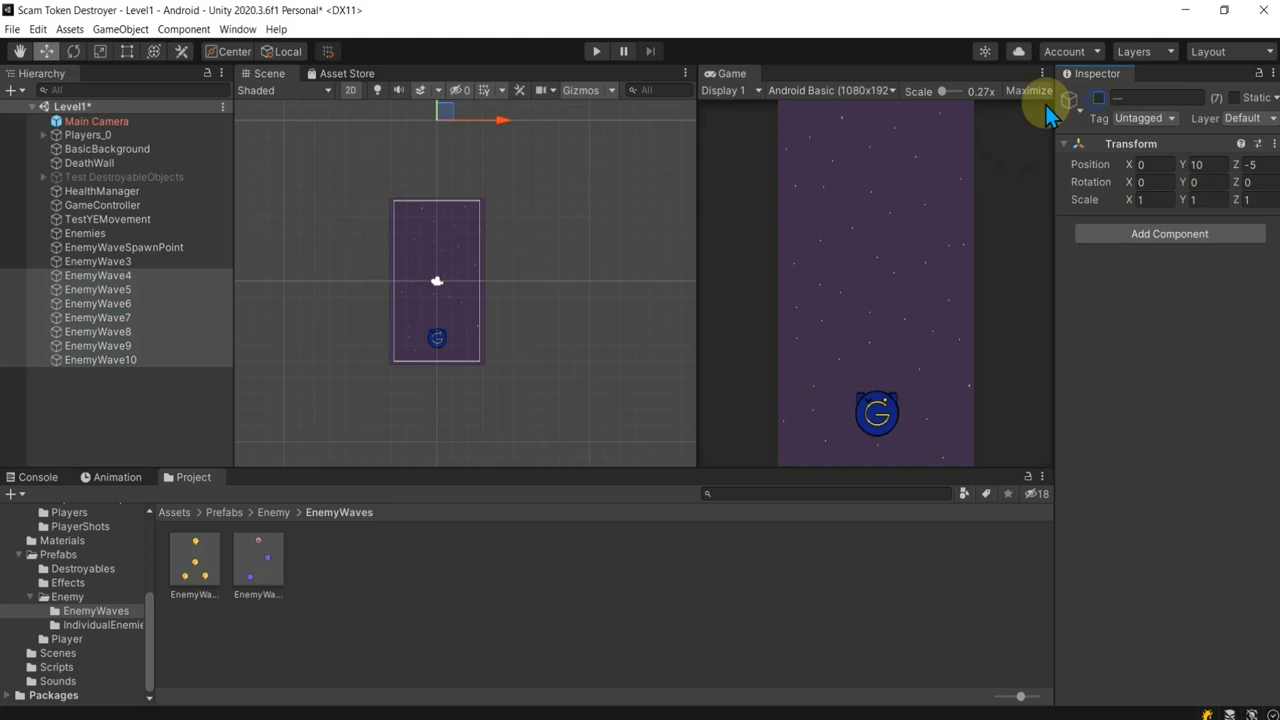 Scam Token Destroyer - Level1 - Android - Unity 2020.3.6f1 Personal* <DX11>
File Edit Assets GameObject Component Window Help
Center Local Account Layers Layout
Hierarchy Scene Asset Store Game Inspector
All Shaded 2D Gizmos All Display 1 Android Basic (1080x192 Scale 0.27x Maximize — (7) Static
Level1*
Main Camera
Players_0
BasicBackground
DeathWall
Test DestroyableObjects
HealthManager
GameController
TestYEMovement
Enemies
EnemyWaveSpawnPoint
EnemyWave3
EnemyWave4
EnemyWave5
EnemyWave6
EnemyWave7
EnemyWave8
EnemyWave9
EnemyWave10
G
G
Tag Untagged Layer Default
Transform
Position X 0 Y 10 Z -5
Rotation X 0 Y 0 Z 0
Scale X 1 Y 1 Z 1
Add Component
Console Animation Project
18
Players
PlayerShots
Materials
Prefabs
Destroyables
Effects
Enemy
EnemyWaves
IndividualEnemie
Player
Scenes
Scripts
Sounds
Packages
Assets > Prefabs > Enemy > EnemyWaves
EnemyWa... EnemyWa...